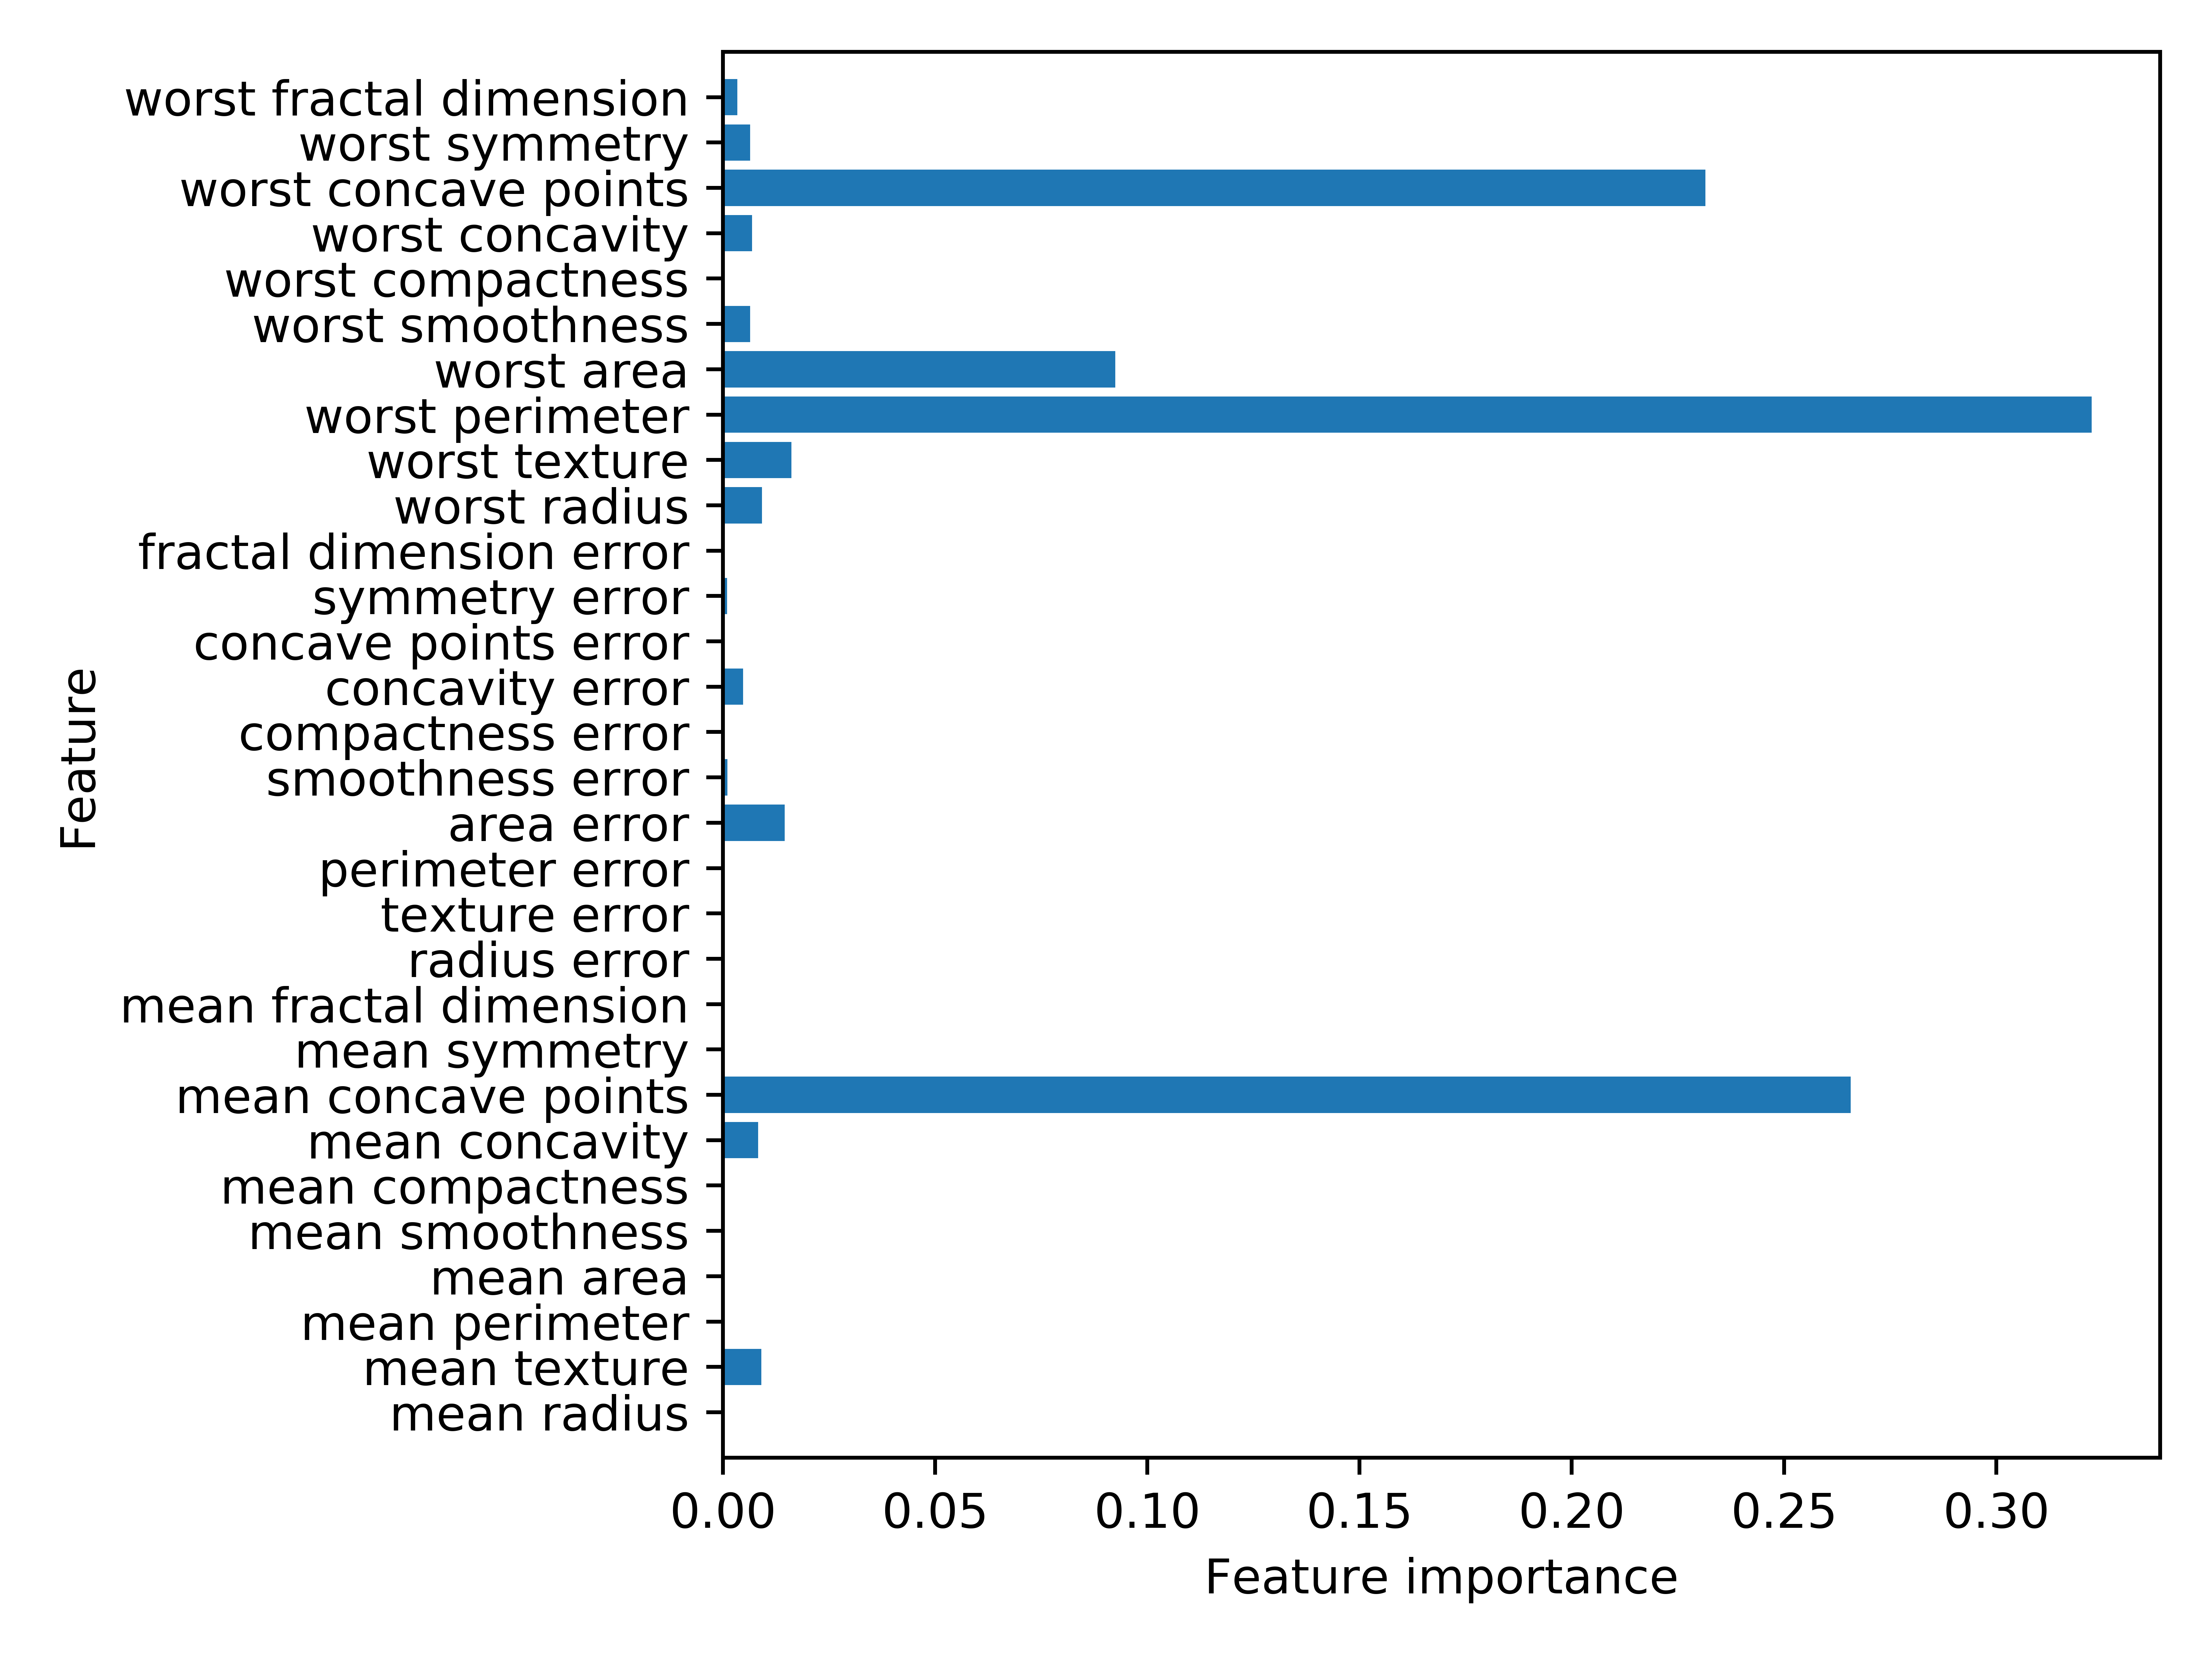 worst fractal dimension
worst symmetry
worst concave points
worst concavity
worst compactness
worst smoothness
worst area
worst perimeter
worst texture
worst radius
fractal dimension error
symmetry error
concave points error
concavity error
compactness error
smoothness error
area error
perimeter error
texture error
radius error
mean fractal dimension
mean symmetry
mean concave points
mean concavity
mean compactness
mean smoothness
mean area
mean perimeter
mean texture
mean radius
Feature
0.00 0.05 0.10 0.15 0.20 0.25 0.30
Feature importance